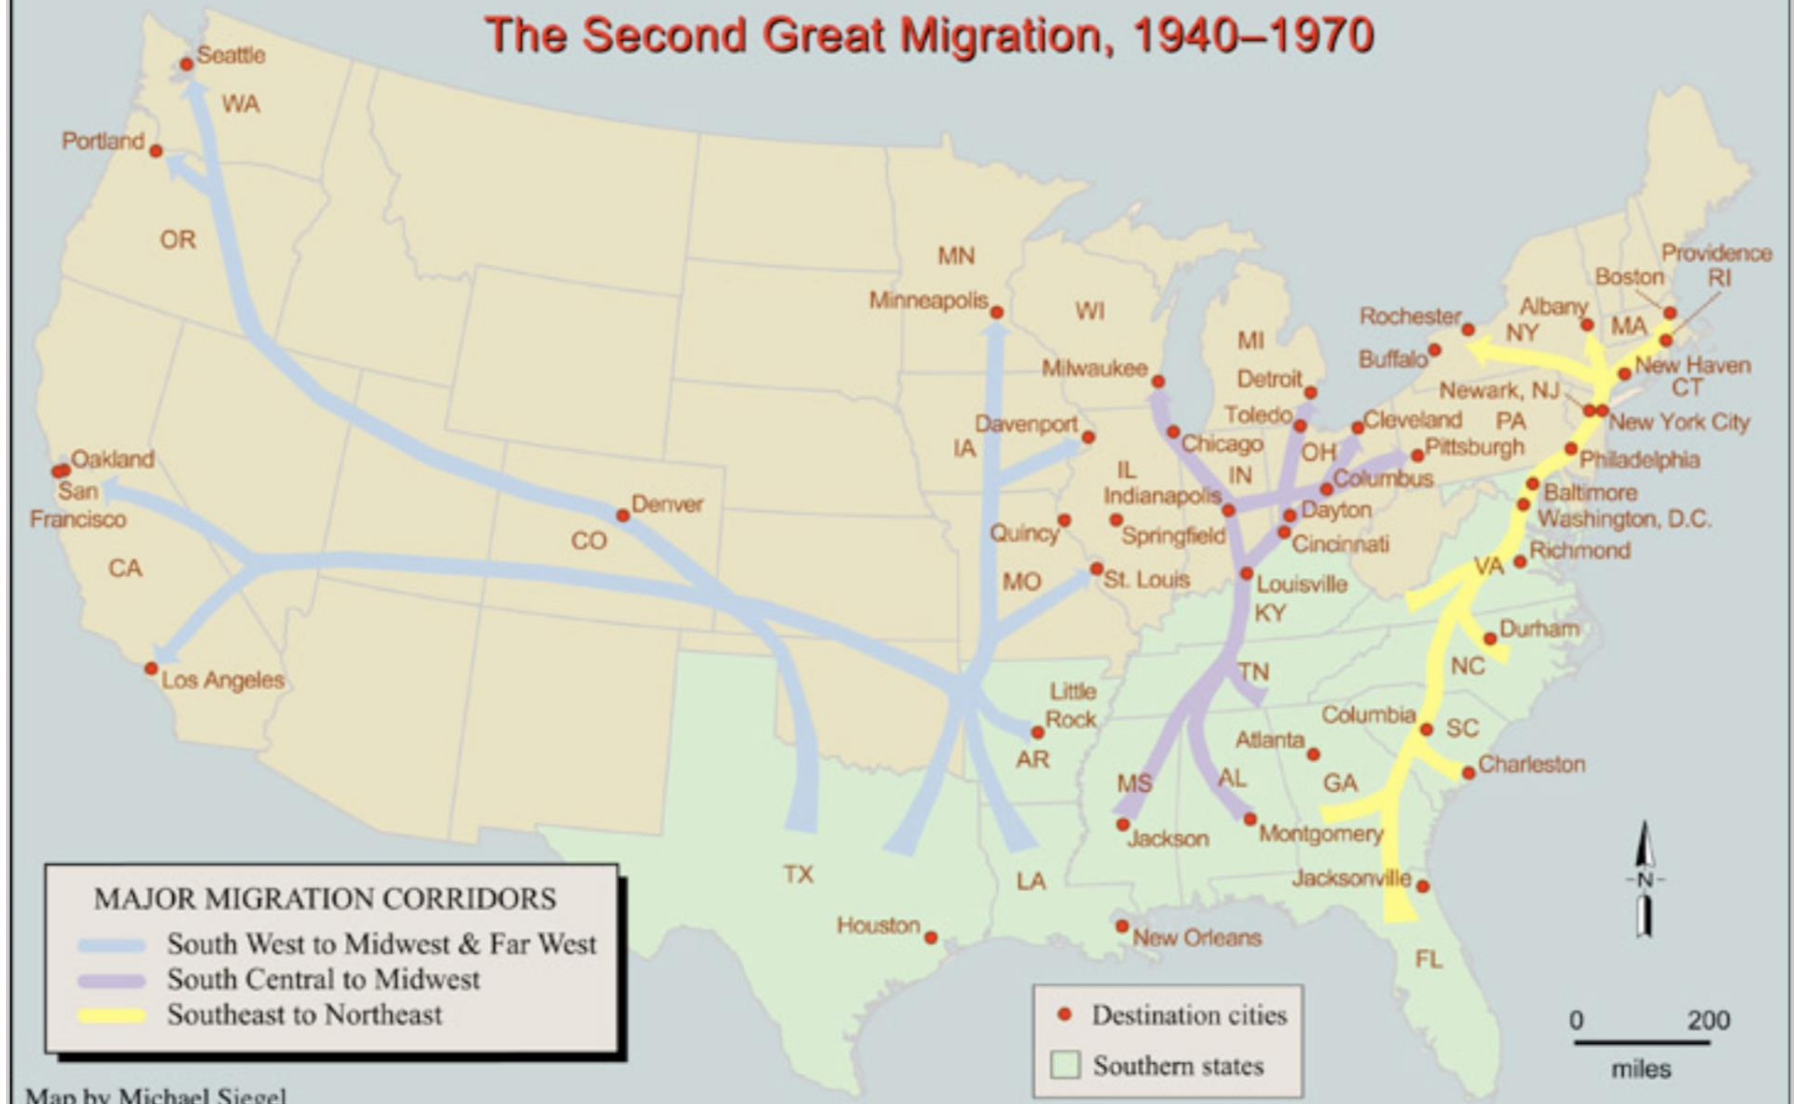 The Second Great Migration, 1940–1970
Seattle
WA
Portland
OR
MN
Minneapolis
WI
Milwaukee
MI
Detroit
Toledo
Rochester
Buffalo
Albany
NY
Boston
Providence
RI
MA
New Haven
CT
Newark, NJ
New York City
PA
Cleveland
Pittsburgh
Philadelphia
Davenport
IA
Chicago
IL
IN
OH
Columbus
Indianapolis
Baltimore
Washington, D.C.
Oakland
San
Francisco
CA
Denver
CO
Quincy
Springfield
Dayton
Cincinnati
Richmond
VA
MO
St. Louis
Louisville
KY
Durham
NC
Los Angeles
TN
Little
Rock
AR
Columbia
SC
Atlanta
Charleston
MS
AL
GA
Jackson
Montgomery
TX
LA
Jacksonville
Houston
New Orleans
FL
N
MAJOR MIGRATION CORRIDORS
South West to Midwest & Far West
South Central to Midwest
Southeast to Northeast
Destination cities
Southern states
0 200
miles
Map by Michael Siegel